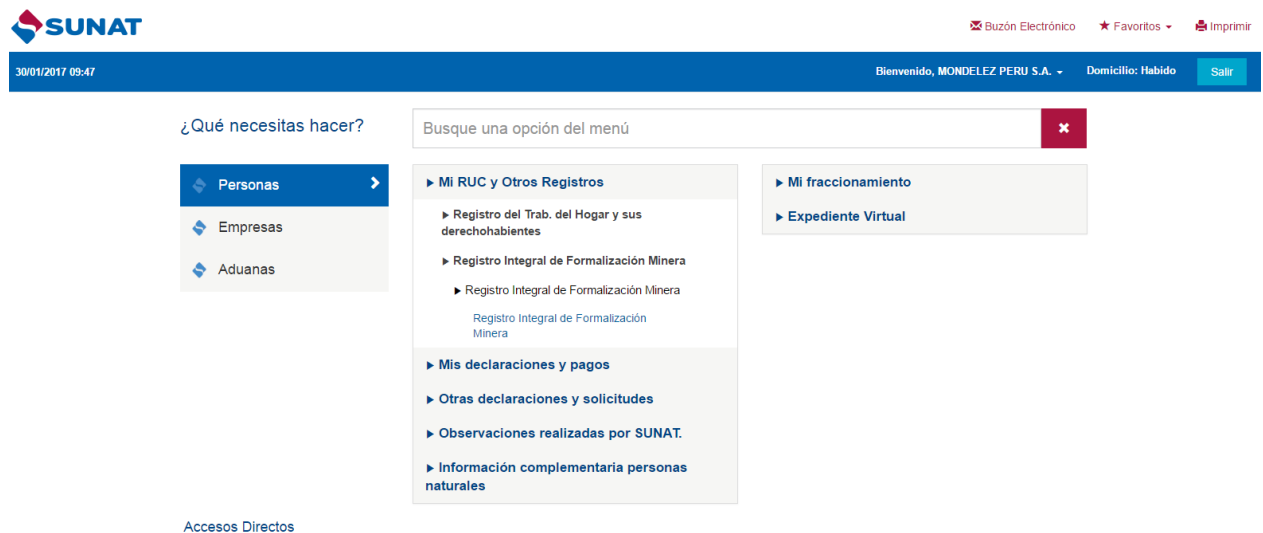 SUNAT
Buzón Electrónico ★ Favoritos Imprimir
30/01/2017 09:47 Bienvenido, MONDELEZ PERU S.A. Domicilio: Habido Salir
¿Qué necesitas hacer?
Busque una opción del menú
Personas
Empresas
Aduanas
Mi RUC y Otros Registros
Registro del Trab. del Hogar y sus
derechohabientes
Registro Integral de Formalización Minera
Registro Integral de Formalización Minera
Registro Integral de Formalización
Minera
Mis declaraciones y pagos
Otras declaraciones y solicitudes
Observaciones realizadas por SUNAT.
Información complementaria personas
naturales
Mi fraccionamiento
Expediente Virtual
Accesos Directos